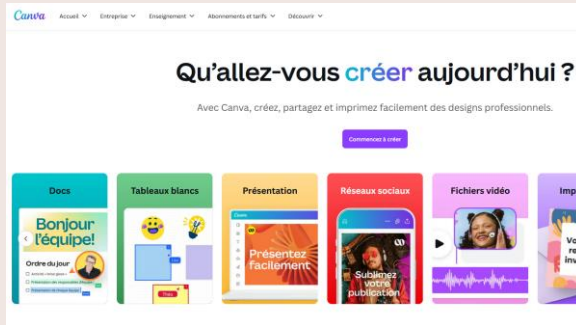 Canva Accueil Entreprise Enseignement Abonnements et tarifs Découvrir
Qu'allez-vous créer aujourd'hui ?
Avec Canva, créez, partagez et imprimez facilement des designs professionnels.
Commencez à créer
Docs
Tableaux blancs
Présentation
Réseaux sociaux
Fichiers vidéo
Bonjour
l'équipe!
Ordre du jour
Présentez
facilement
Sublimez
votre
publication